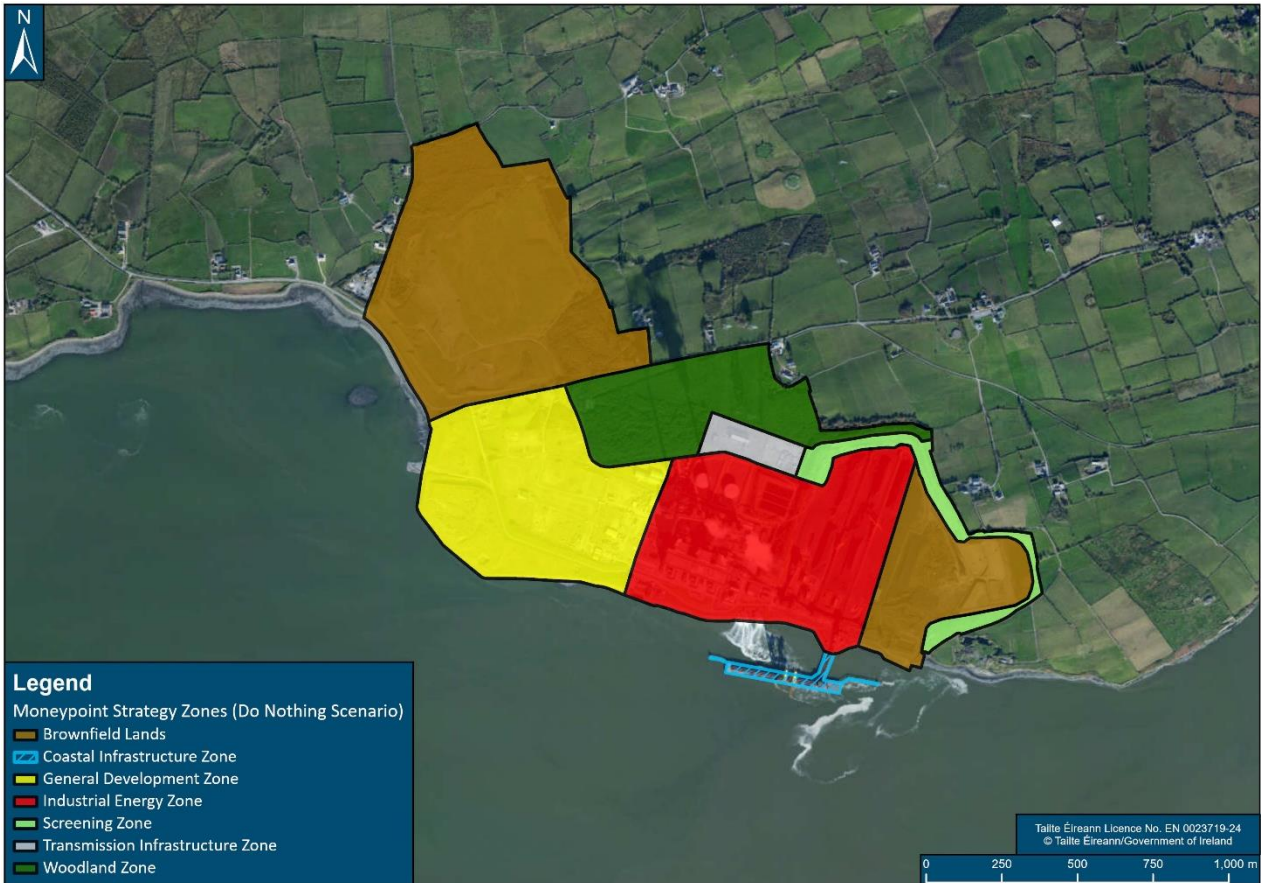 N
Legend
Moneypoint Strategy Zones (Do Nothing Scenario)
Brownfield Lands
Coastal Infrastructure Zone
General Development Zone
Industrial Energy Zone
Screening Zone
Transmission Infrastructure Zone
Woodland Zone
Tailte Éireann Licence No. EN 0023719-24
© Tailte Éireann/Government of Ireland
0 250 500 750 1,000 m